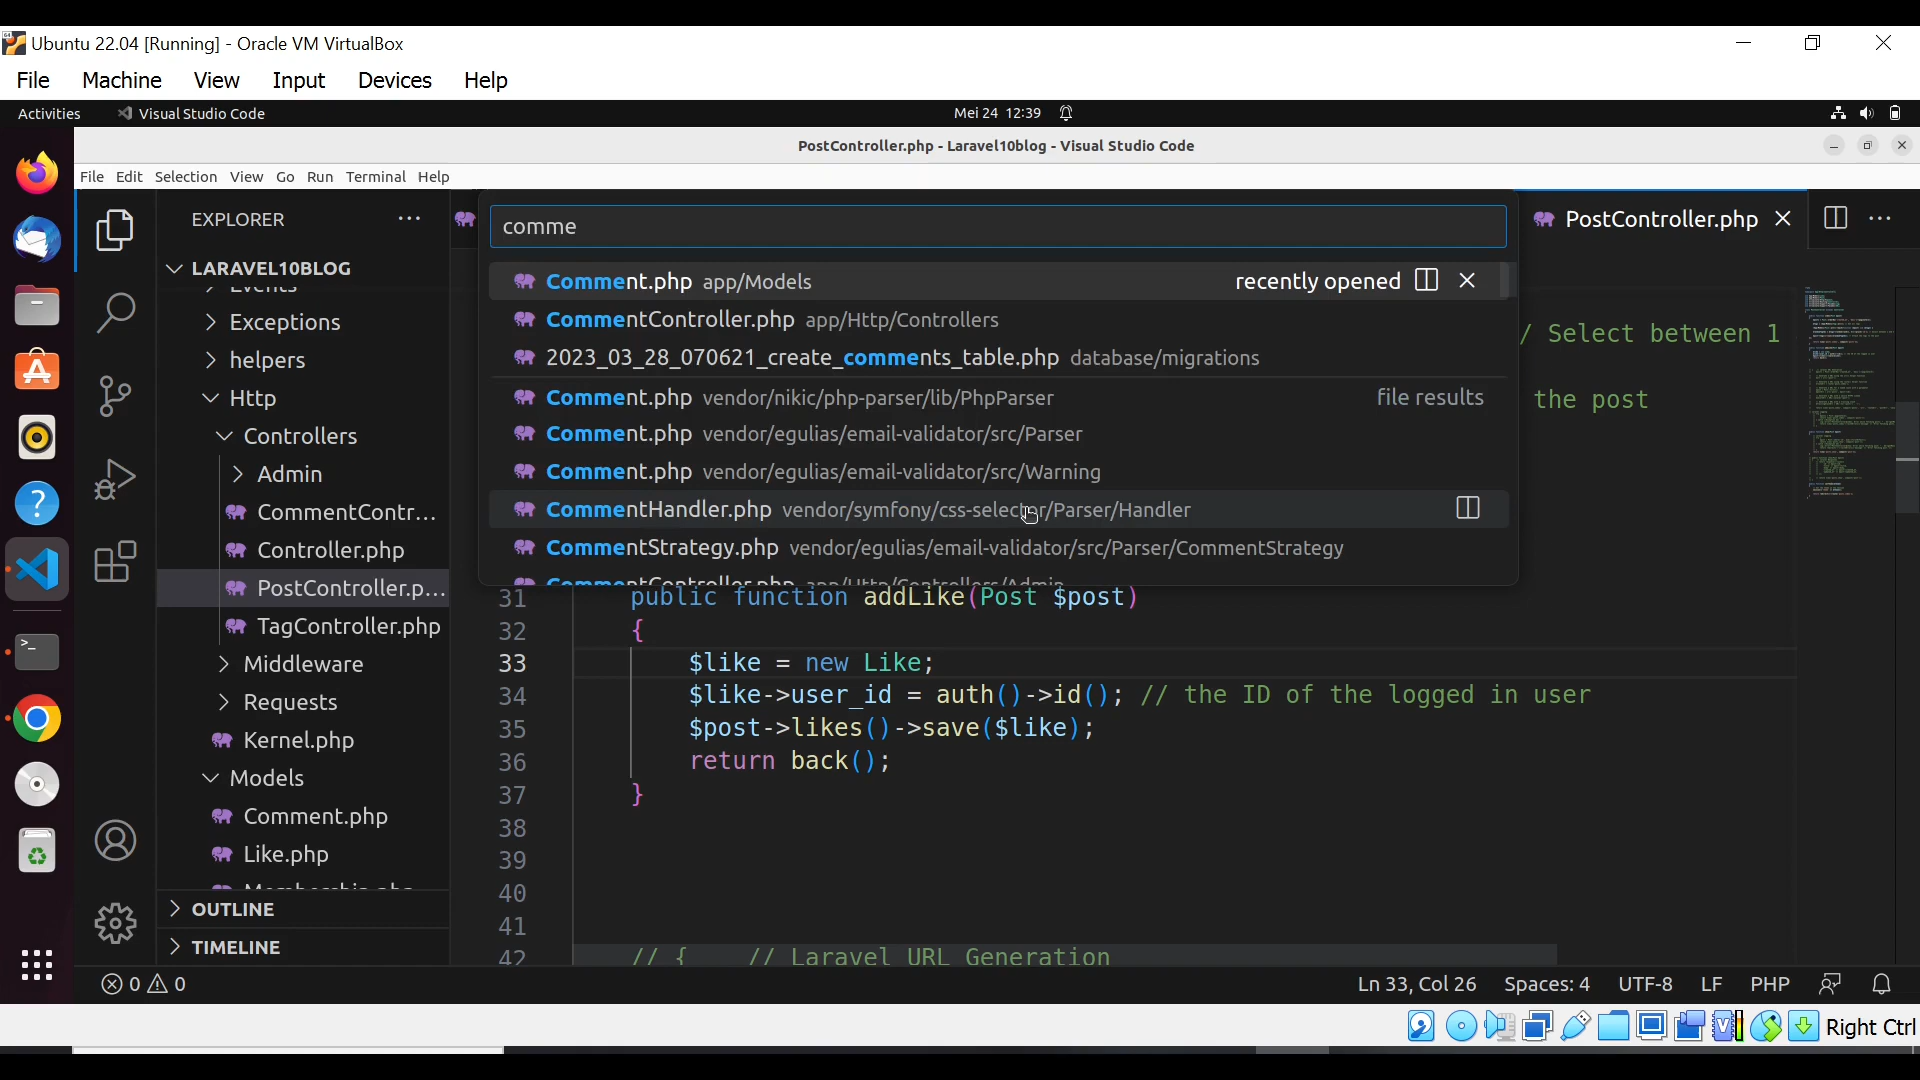 Ubuntu 22.04 [Running] - Oracle VM VirtualBox
File Machine View Input Devices Help
Activities Visual Studio Code Mei 24 12:39
PostController.php - Laravel10blog - Visual Studio Code
File Edit Selection View Go Run Terminal Help
EXPLORER
comme
PostController.php
LARAVEL10BLOG
Events
Exceptions
helpers
Http
Controllers
Admin
CommentContr...
Controller.php
PostController.p...
TagController.php
Middleware
Requests
Kernel.php
Models
Comment.php
Like.php
OUTLINE
TIMELINE
Comment.php app/Models recently opened
CommentController.php app/Http/Controllers
2023_03_28_070621_create_comments_table.php database/migrations
Comment.php vendor/nikic/php-parser/lib/PhpParser file results
Comment.php vendor/egulias/email-validator/src/Parser
Comment.php vendor/egulias/email-validator/src/Warning
CommentHandler.php vendor/symfony/css-selector/Parser/Handler
CommentStrategy.php vendor/egulias/email-validator/src/Parser/CommentStrategy
CommentController.php app/Http/Controllers/Admin
/ Select between 1
the post
31 public function addLike(Post $post)
32 {
33 $like = new Like;
34 $like->user_id = auth()->id(); // the ID of the logged in user
35 $post->likes()->save($like);
36 return back();
37 }
38
39
40
41
42 // { // Laravel URL Generation
0 0 Ln 33, Col 26 Spaces: 4 UTF-8 LF PHP
Right Ctrl